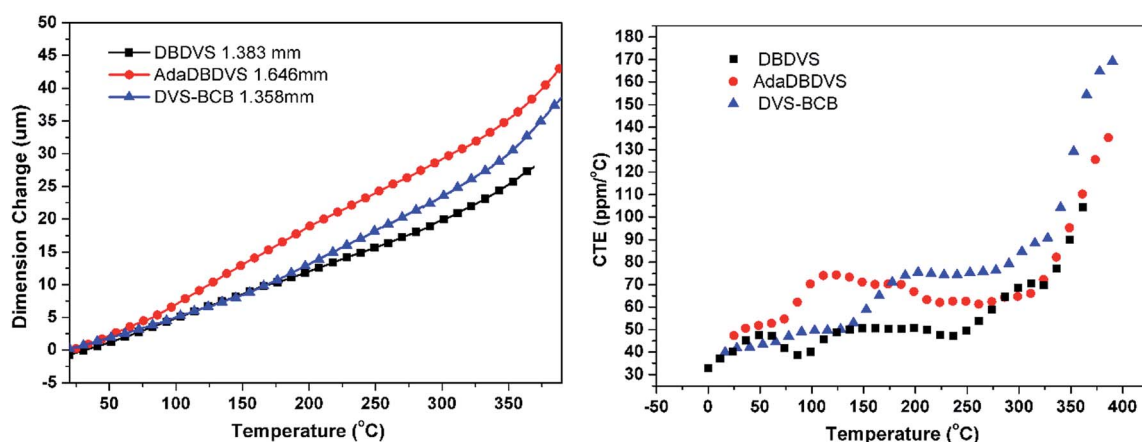 50
45
40
35
30
25
20
15
10
5
0
-5
Dimension Change (um)
DBDVS 1.383 mm
AdaDBDVS 1.646mm
DVS-BCB 1.358mm
50 100 150 200 250 300 350
Temperature (°C)
180
170
160
150
140
130
120
110
100
90
80
70
60
50
40
30
CTE (ppm/°C)
DBDVS
AdaDBDVS
DVS-BCB
-50 0 50 100 150 200 250 300 350 400
Temperature (°C)